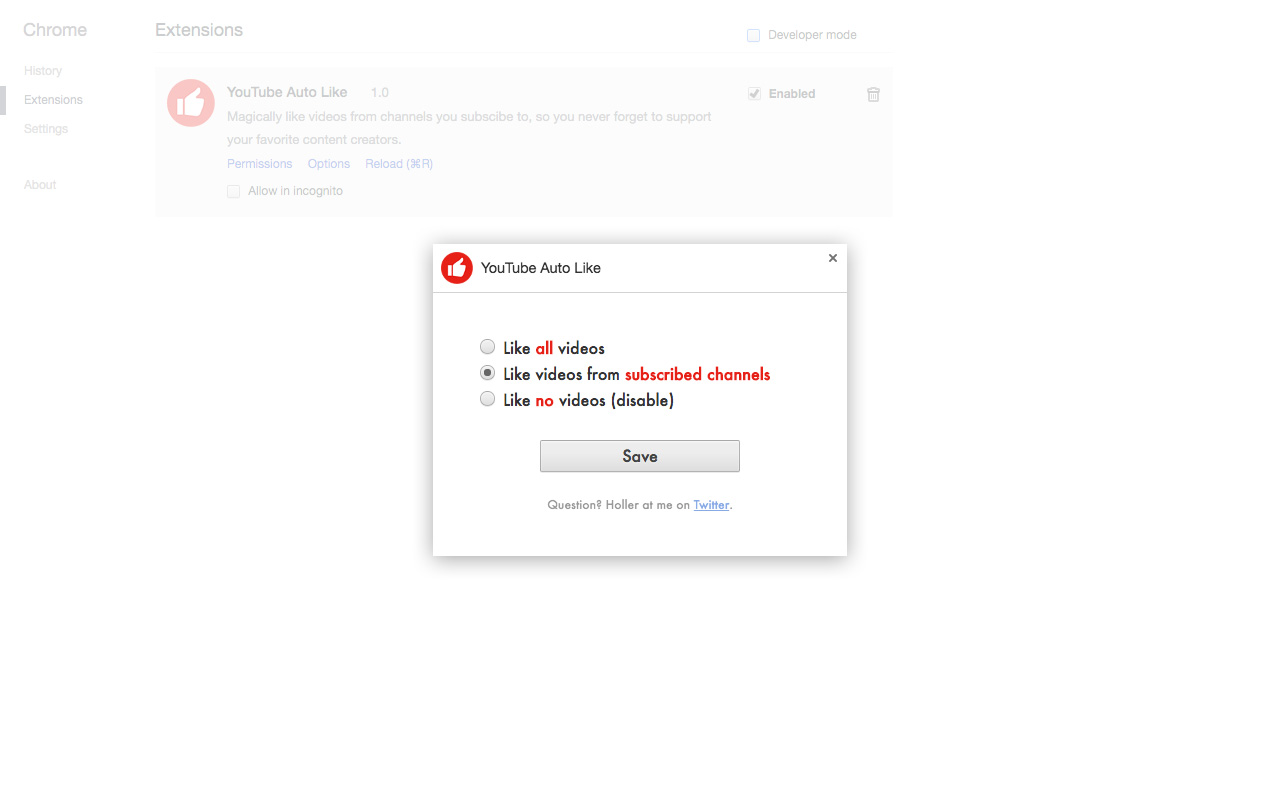 Chrome
Extensions
Developer mode
History
Extensions
Settings
About
YouTube Auto Like 1.0
Enabled
Magically like videos from channels you subscibe to, so you never forget to support
your favorite content creators.
Permissions Options Reload (⌘R)
Allow in incognito
YouTube Auto Like
Like all videos
Like videos from subscribed channels
Like no videos (disable)
Save
Question? Holler at me on Twitter.